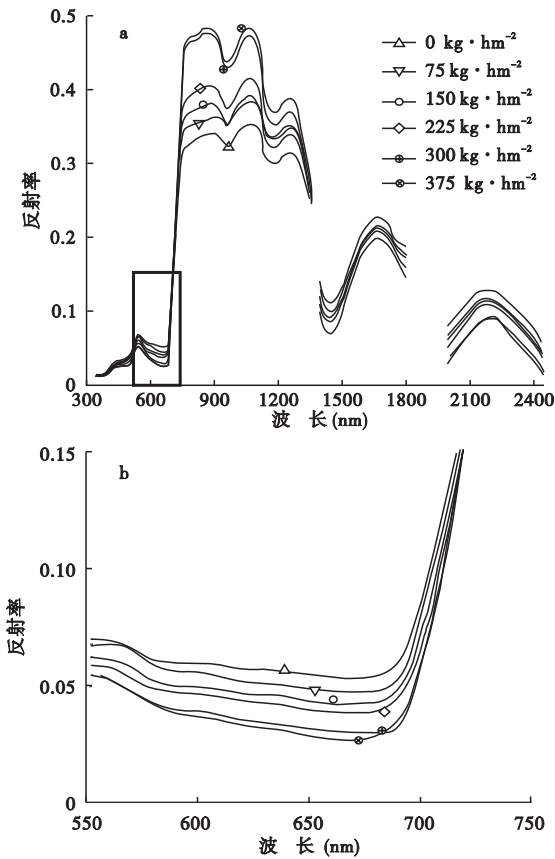 0.5
a
0 kg·hm⁻²
75 kg·hm⁻²
0.4
150 kg·hm⁻²
225 kg·hm⁻²
300 kg·hm⁻²
0.3
375 kg·hm⁻²
反射率
0.2
0.1
0
300 600 900 1200 1500 1800 2100 2400
波 长 (nm)
0.15
b
0.10
反射率
0.05
0
550 600 650 700 750
波 长 (nm)